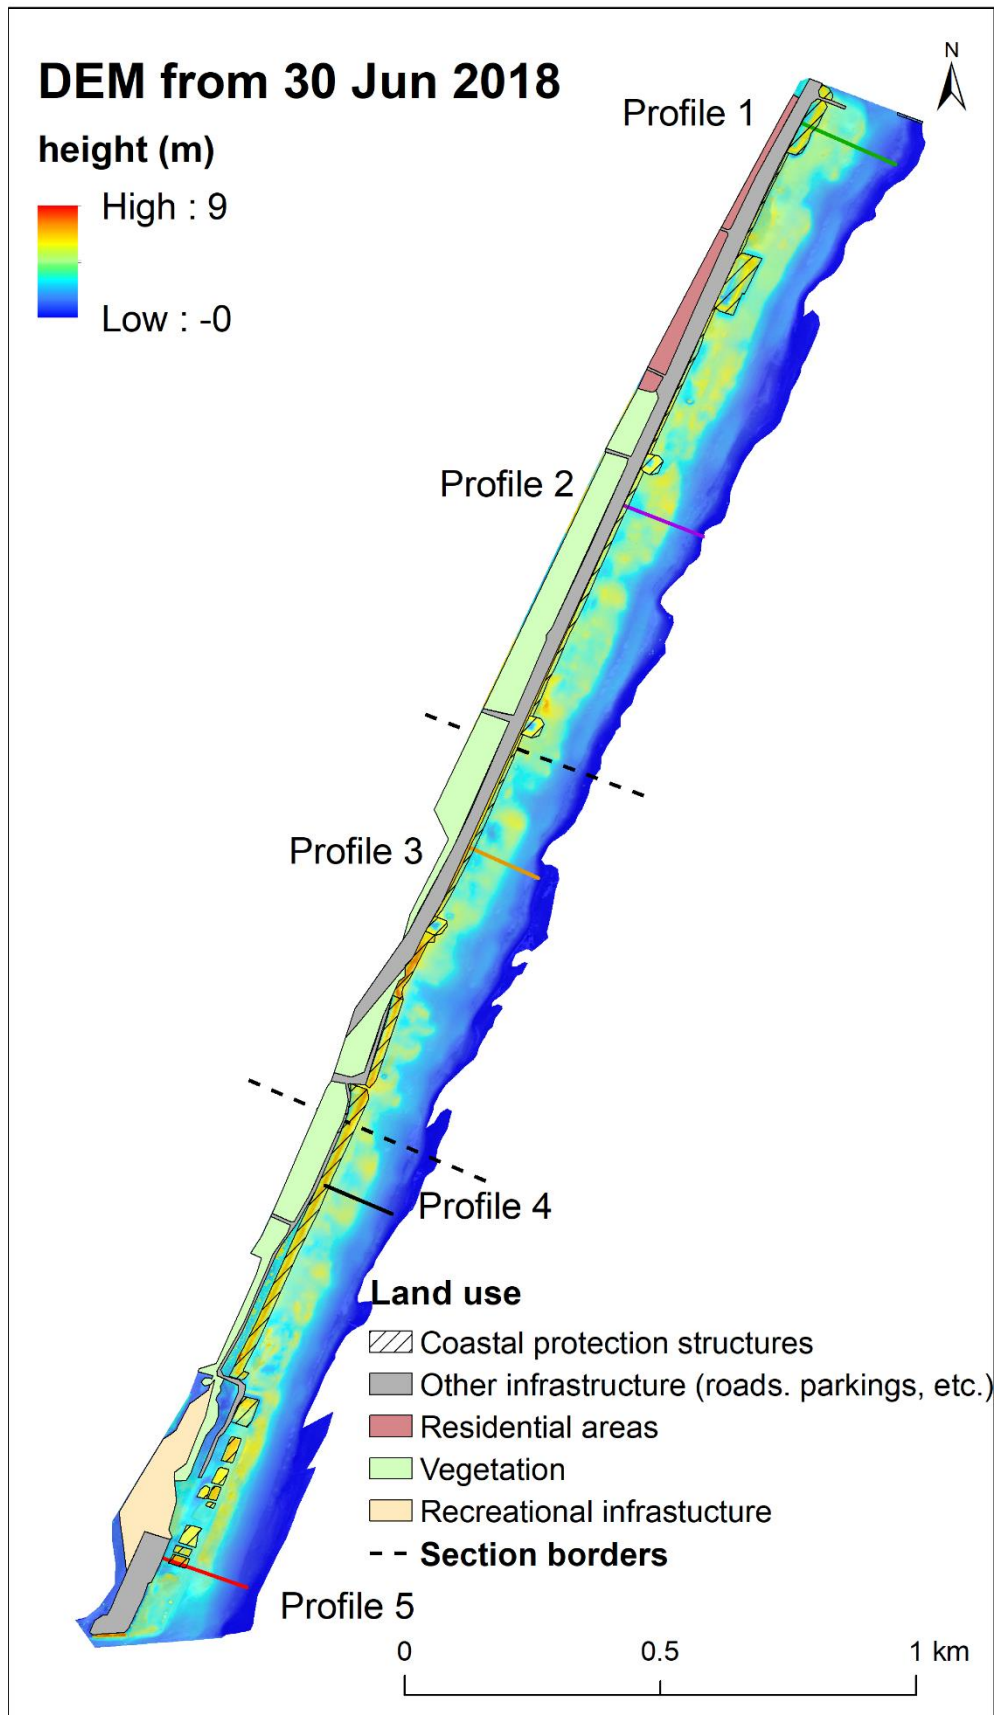 DEM from 30 Jun 2018
N
height (m)
High : 9
Low : -0
Profile 1
Profile 2
Profile 3
Profile 4
Land use
Coastal protection structures
Other infrastructure (roads. parkings, etc.)
Residential areas
Vegetation
Recreational infrastucture
Section borders
Profile 5
0 0.5 1 km